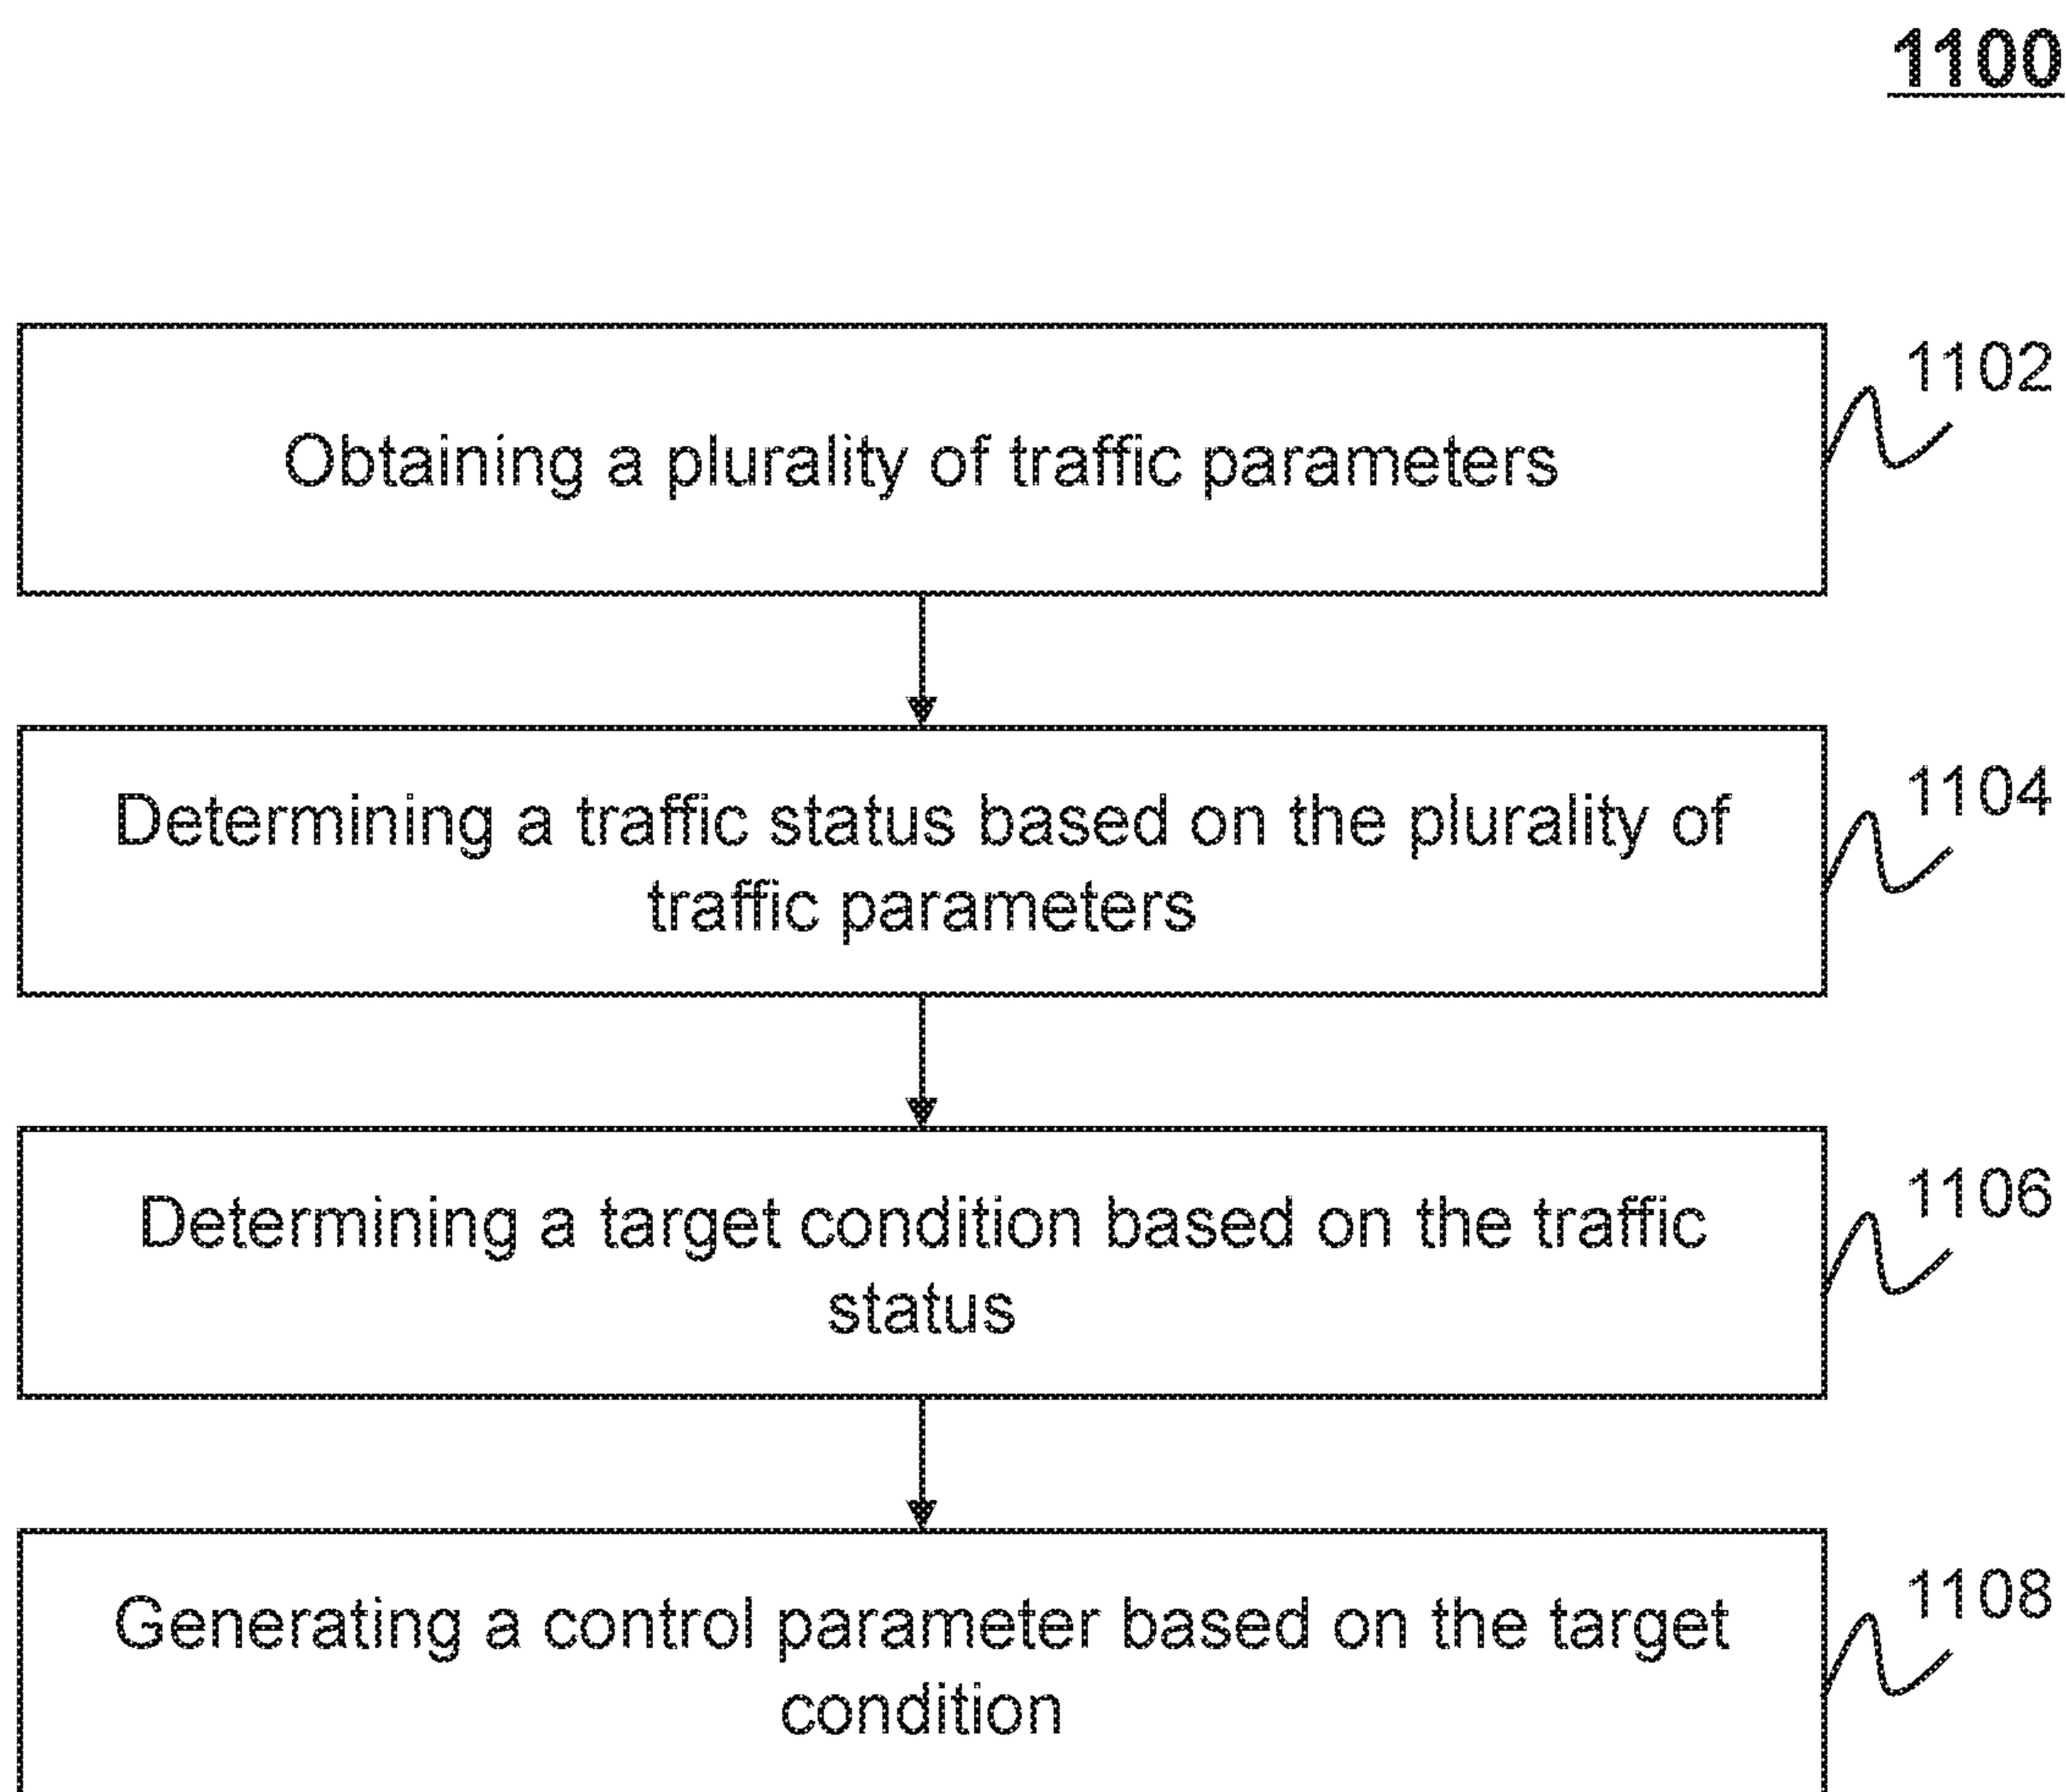 1100
Obtaining a plurality of traffic parameters
1102
Determining a traffic status based on the plurality of
traffic parameters
1104
Determining a target condition based on the traffic
status
1106
Generating a control parameter based on the target
condition
1108